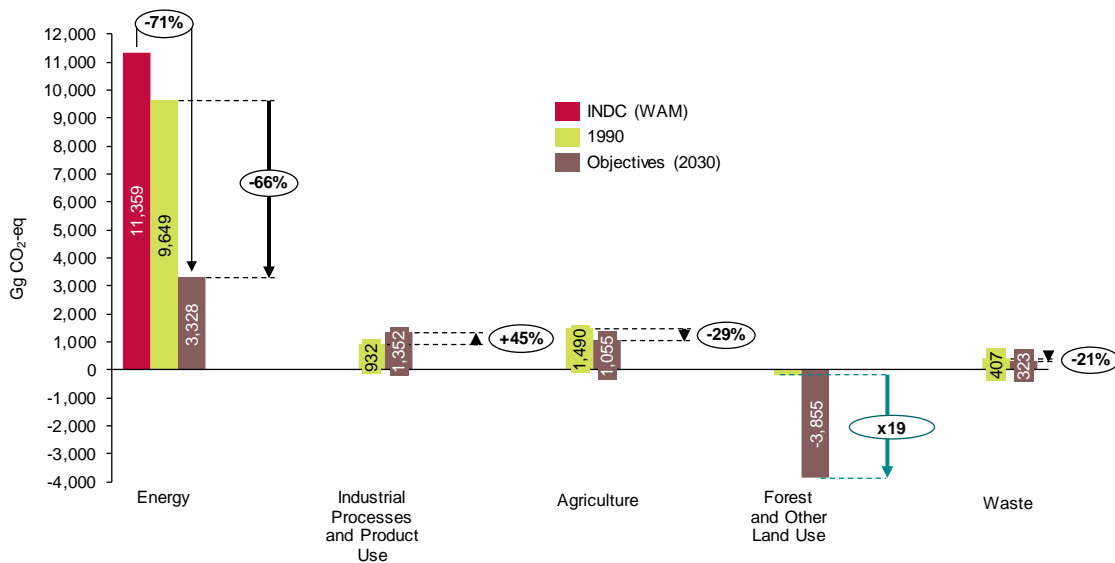 -71%
12,000
11,000
10,000
9,000
8,000
7,000
6,000
5,000
4,000
3,000
2,000
1,000
0
-1,000
-2,000
-3,000
-4,000
Gg CO₂-eq
INDC (WAM)
1990
Objectives (2030)
11,359
9,649
3,328
-66%
932
1,352
+45%
1,490
1,055
-29%
-3,855
x19
407
323
-21%
Energy
Industrial
Processes
and Product
Use
Agriculture
Forest
and Other
Land Use
Waste